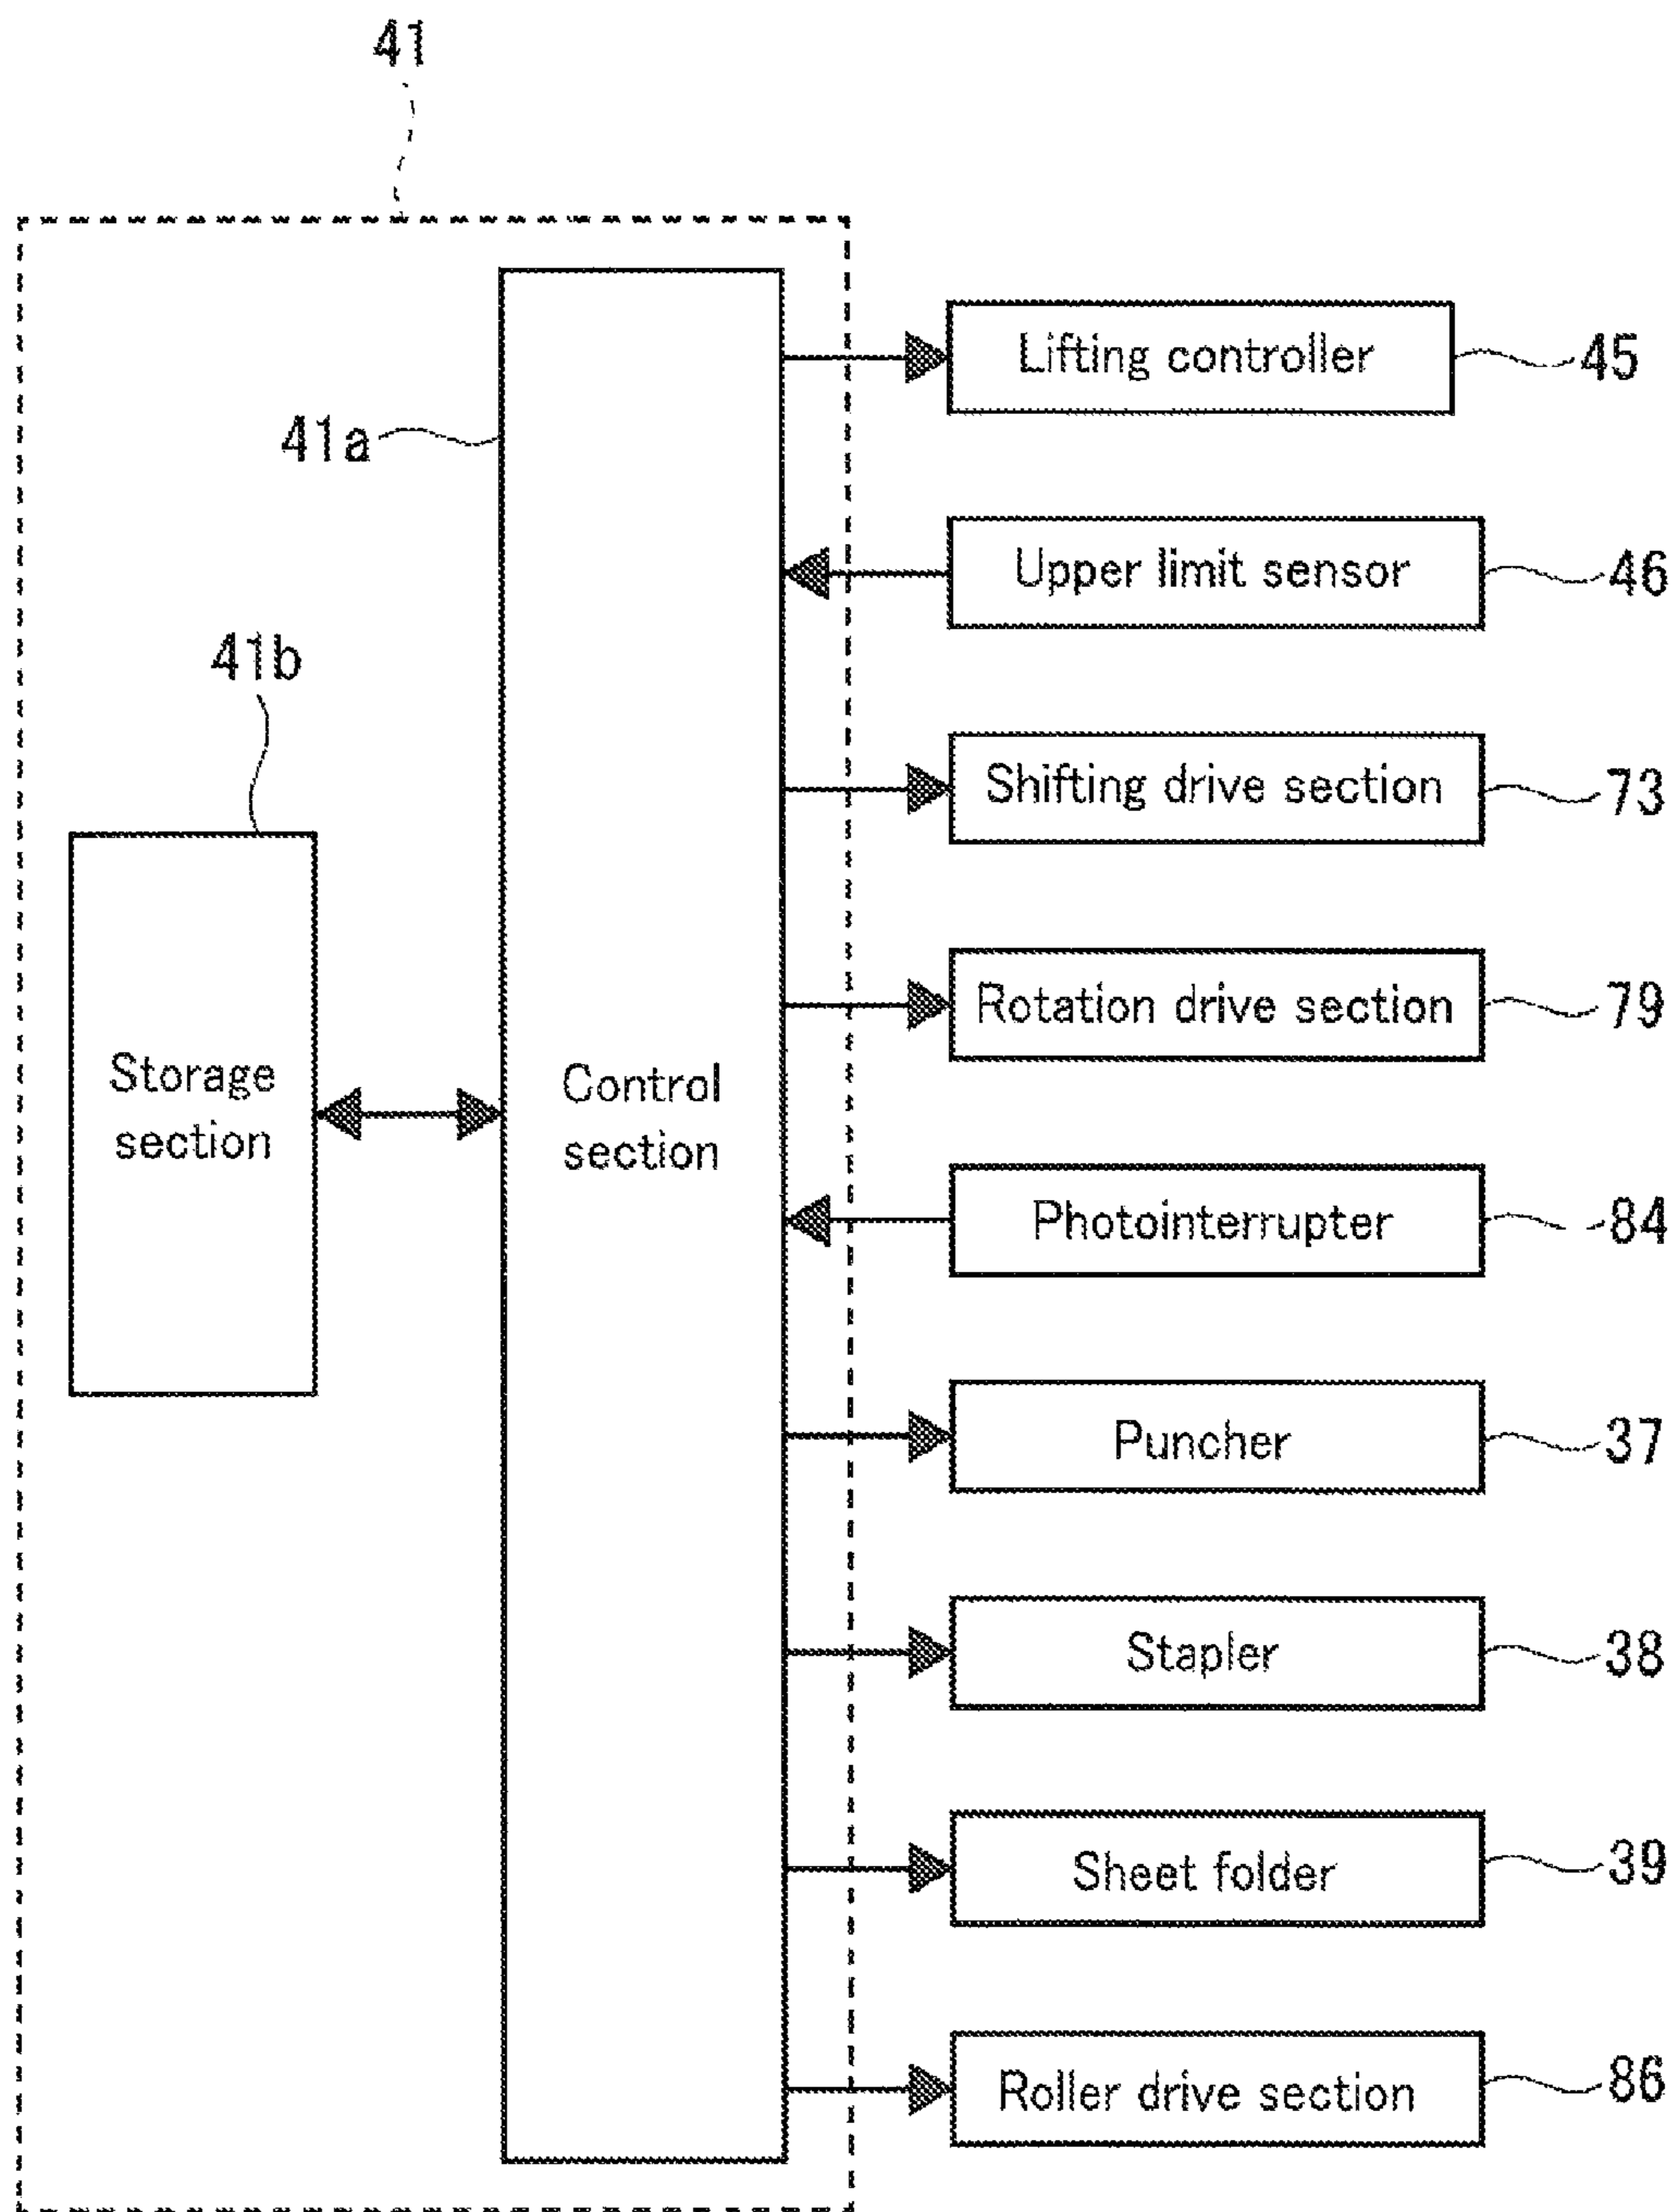 41
Lifting controller
45
41a
Upper limit sensor
46
41b
Shifting drive section
73
Rotation drive section
79
Storage
section
Control
section
Photointerrupter
84
Puncher
37
Stapler
38
Sheet folder
39
Roller drive section
86